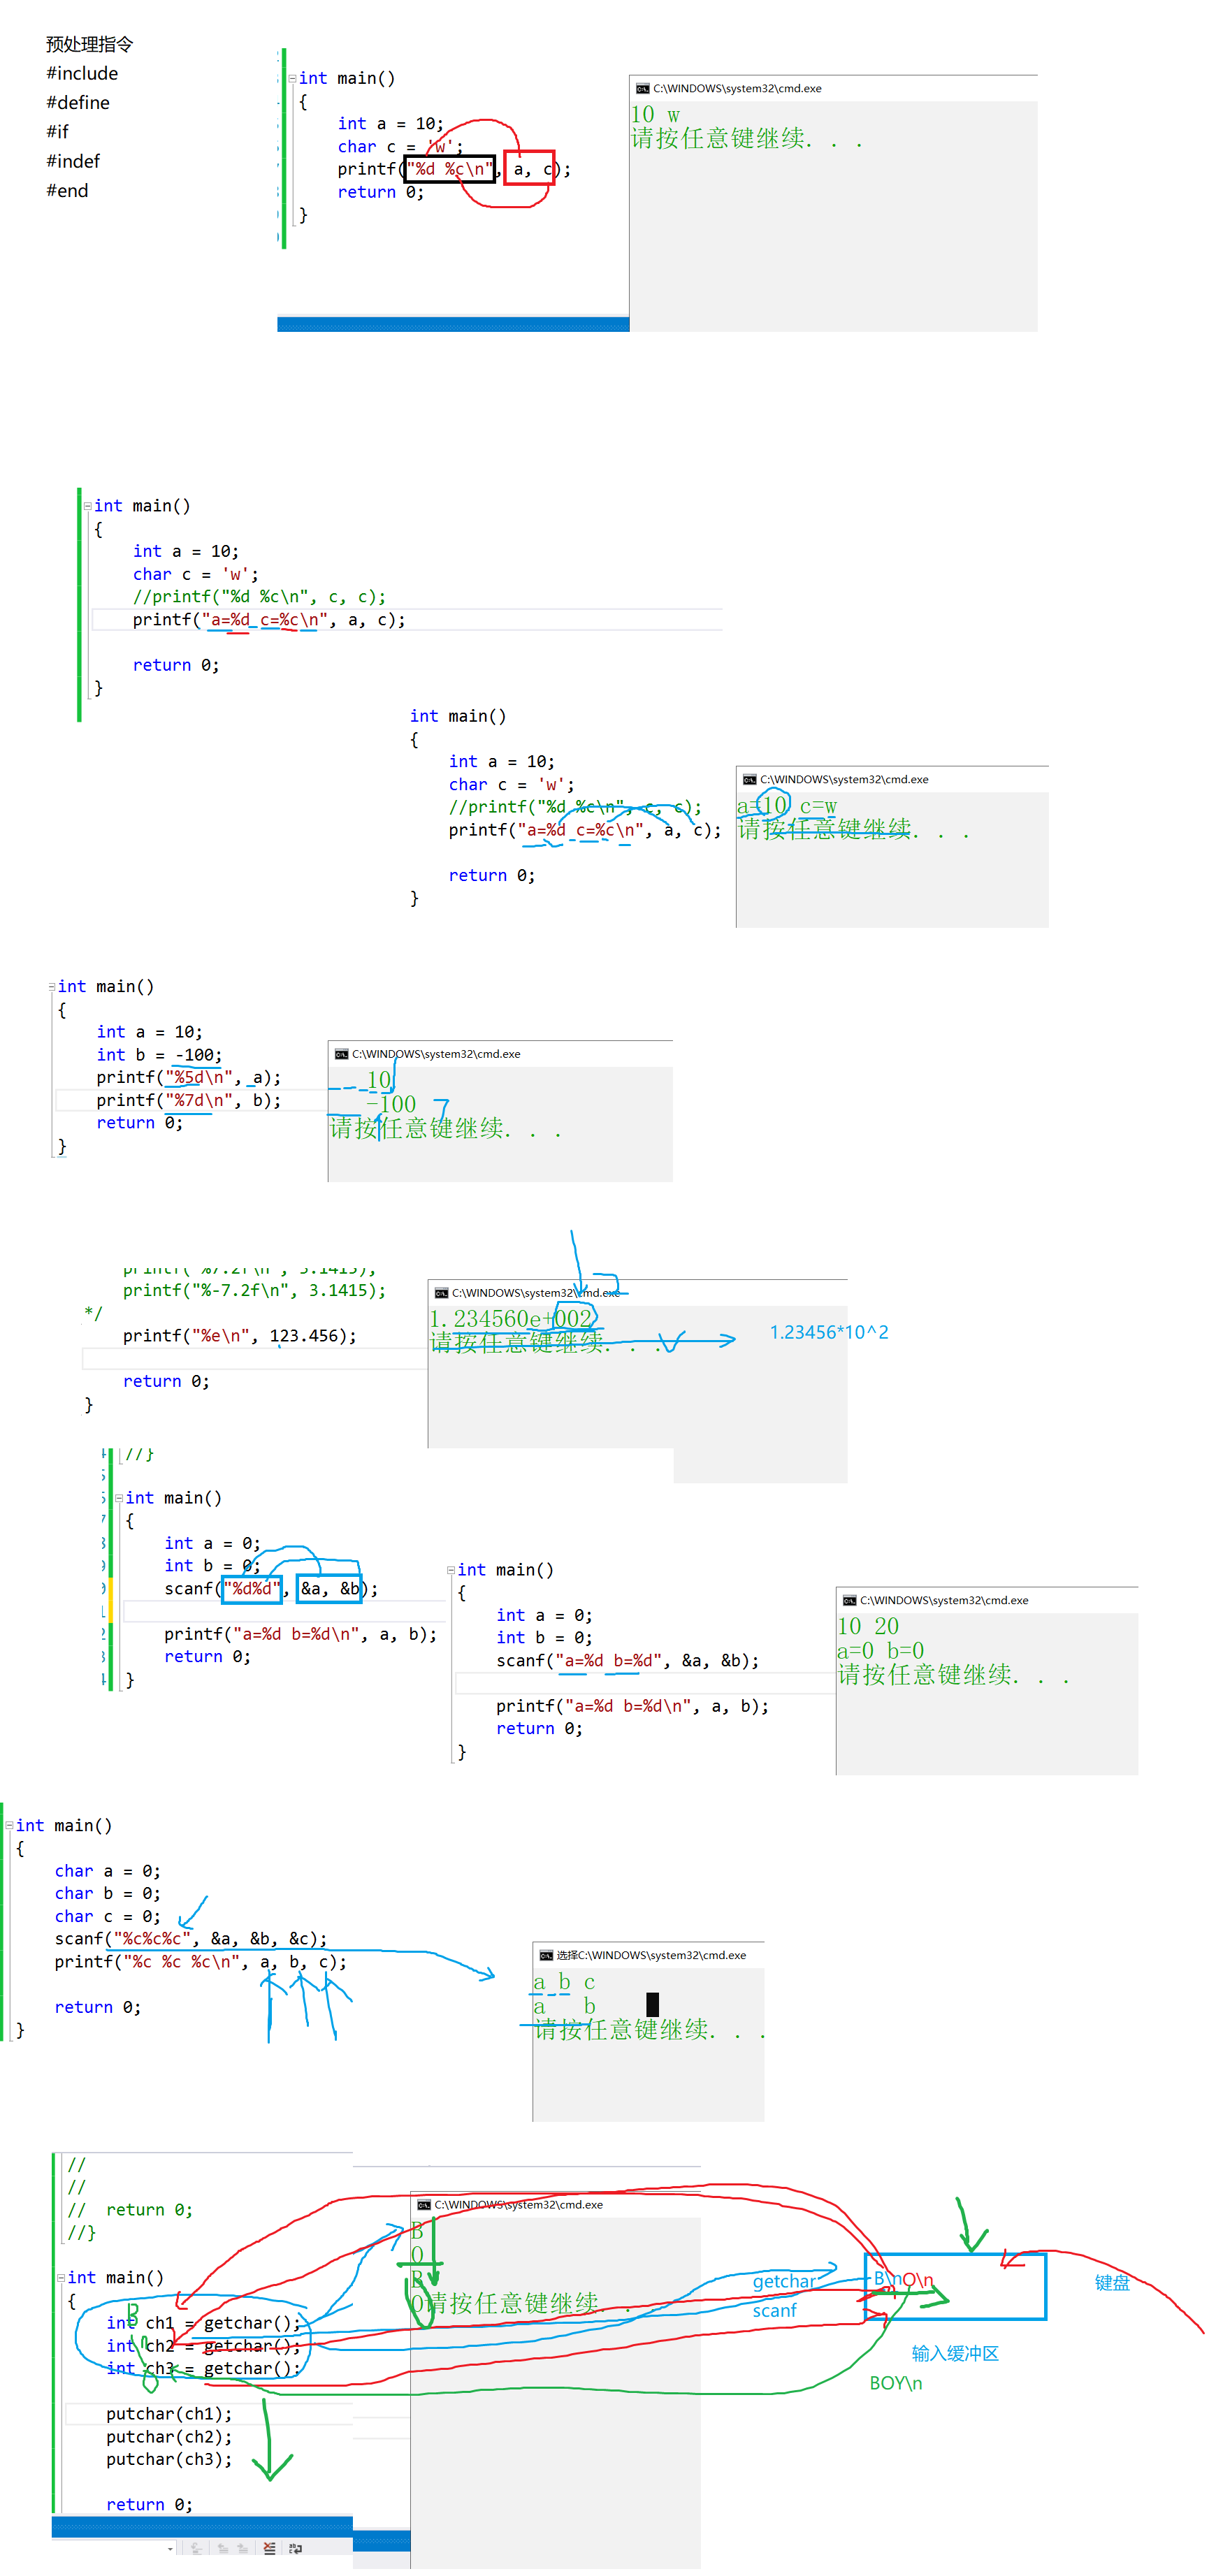 预处理指令
#include
#define
#if
#indef
#end
int main()
{
int a = 10;
char c = 'w';
printf("%d %c\n", a, c);
return 0;
}
C:\WINDOWS\system32\cmd.exe
10 w
请按任意键继续. . .
int main()
{
int a = 10;
char c = 'w';
//printf("%d %c\n", c, c);
printf("a=%d c=%c\n", a, c);
return 0;
}
int main()
{
int a = 10;
char c = 'w';
//printf("%d %c\n", c, c);
printf("a=%d c=%c\n", a, c);
return 0;
}
C:\WINDOWS\system32\cmd.exe
a=10 c=w
请按任意键继续. . .
int main()
{
int a = 10;
int b = -100;
printf("%5d\n", a);
printf("%7d\n", b);
return 0;
}
C:\WINDOWS\system32\cmd.exe
10
-100 7
请按任意键继续. . .
printf("%7.2f\n", 3.1415);
printf("%-7.2f\n", 3.1415);
*/
printf("%e\n", 123.456);
return 0;
}
C:\WINDOWS\system32\cmd.exe
1.234560e+002
请按任意键继续. . .
1.23456*10^2
//}
int main()
{
int a = 0;
int b = 0;
scanf("%d%d", &a, &b);
printf("a=%d b=%d\n", a, b);
return 0;
}
int main()
{
int a = 0;
int b = 0;
scanf("a=%d b=%d", &a, &b);
printf("a=%d b=%d\n", a, b);
return 0;
}
C:\WINDOWS\system32\cmd.exe
10 20
a=0 b=0
请按任意键继续. . .
int main()
{
char a = 0;
char b = 0;
char c = 0;
scanf("%c%c%c", &a, &b, &c);
printf("%c %c %c\n", a, b, c);
return 0;
}
选择C:\WINDOWS\system32\cmd.exe
a b c
a   b
请按任意键继续. . .
//
//
// return 0;
//}
int main()
{
int ch1 = getchar();
int ch2 = getchar();
int ch3 = getchar();
putchar(ch1);
putchar(ch2);
putchar(ch3);
return 0;
B
\n
O
C:\WINDOWS\system32\cmd.exe
B
O
B
O请按任意键继续. . .
getchar
scanf
B\nO\n
键盘
输入缓冲区
BOY\n